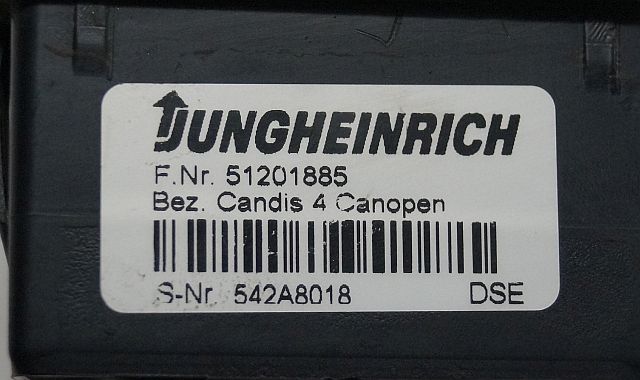 JUNGHEINRICH
F.Nr. 51201885
Bez. Candis 4 Canopen
S-Nr 542A8018 DSE